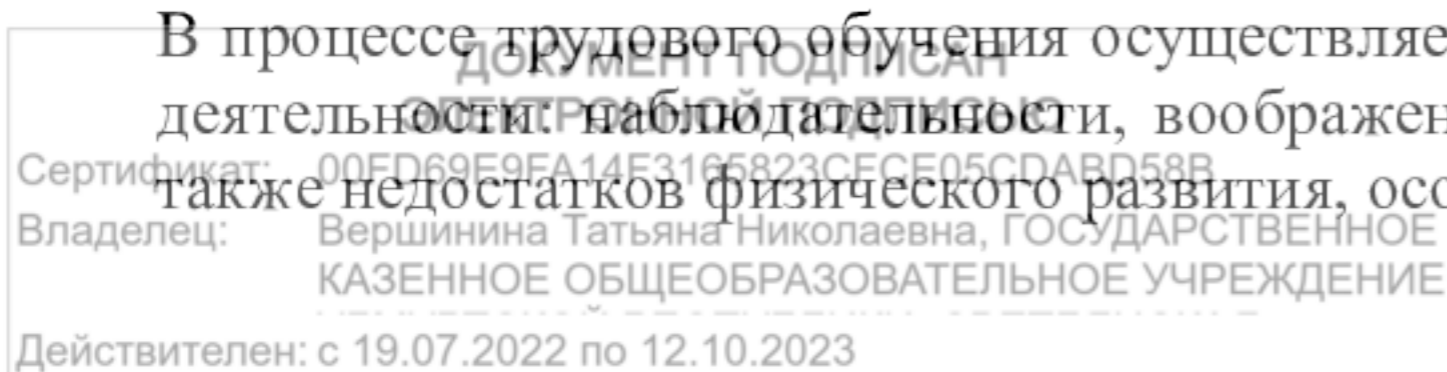 В процессе трудового обучения осуществляе
ДОКУМЕНТ ПОДПИСАН
деятельности: наблюдательности, воображен
ЭЛЕКТРОННОЙ ПОДПИСЬЮ
Сертификат: 00FD69E9FA14F3165823CFCE05CDABD58B
также недостатков физического развития, осо
Владелец: Вершинина Татьяна Николаевна, ГОСУДАРСТВЕННОЕ
КАЗЕННОЕ ОБЩЕОБРАЗОВАТЕЛЬНОЕ УЧРЕЖДЕНИЕ
Действителен: с 19.07.2022 по 12.10.2023